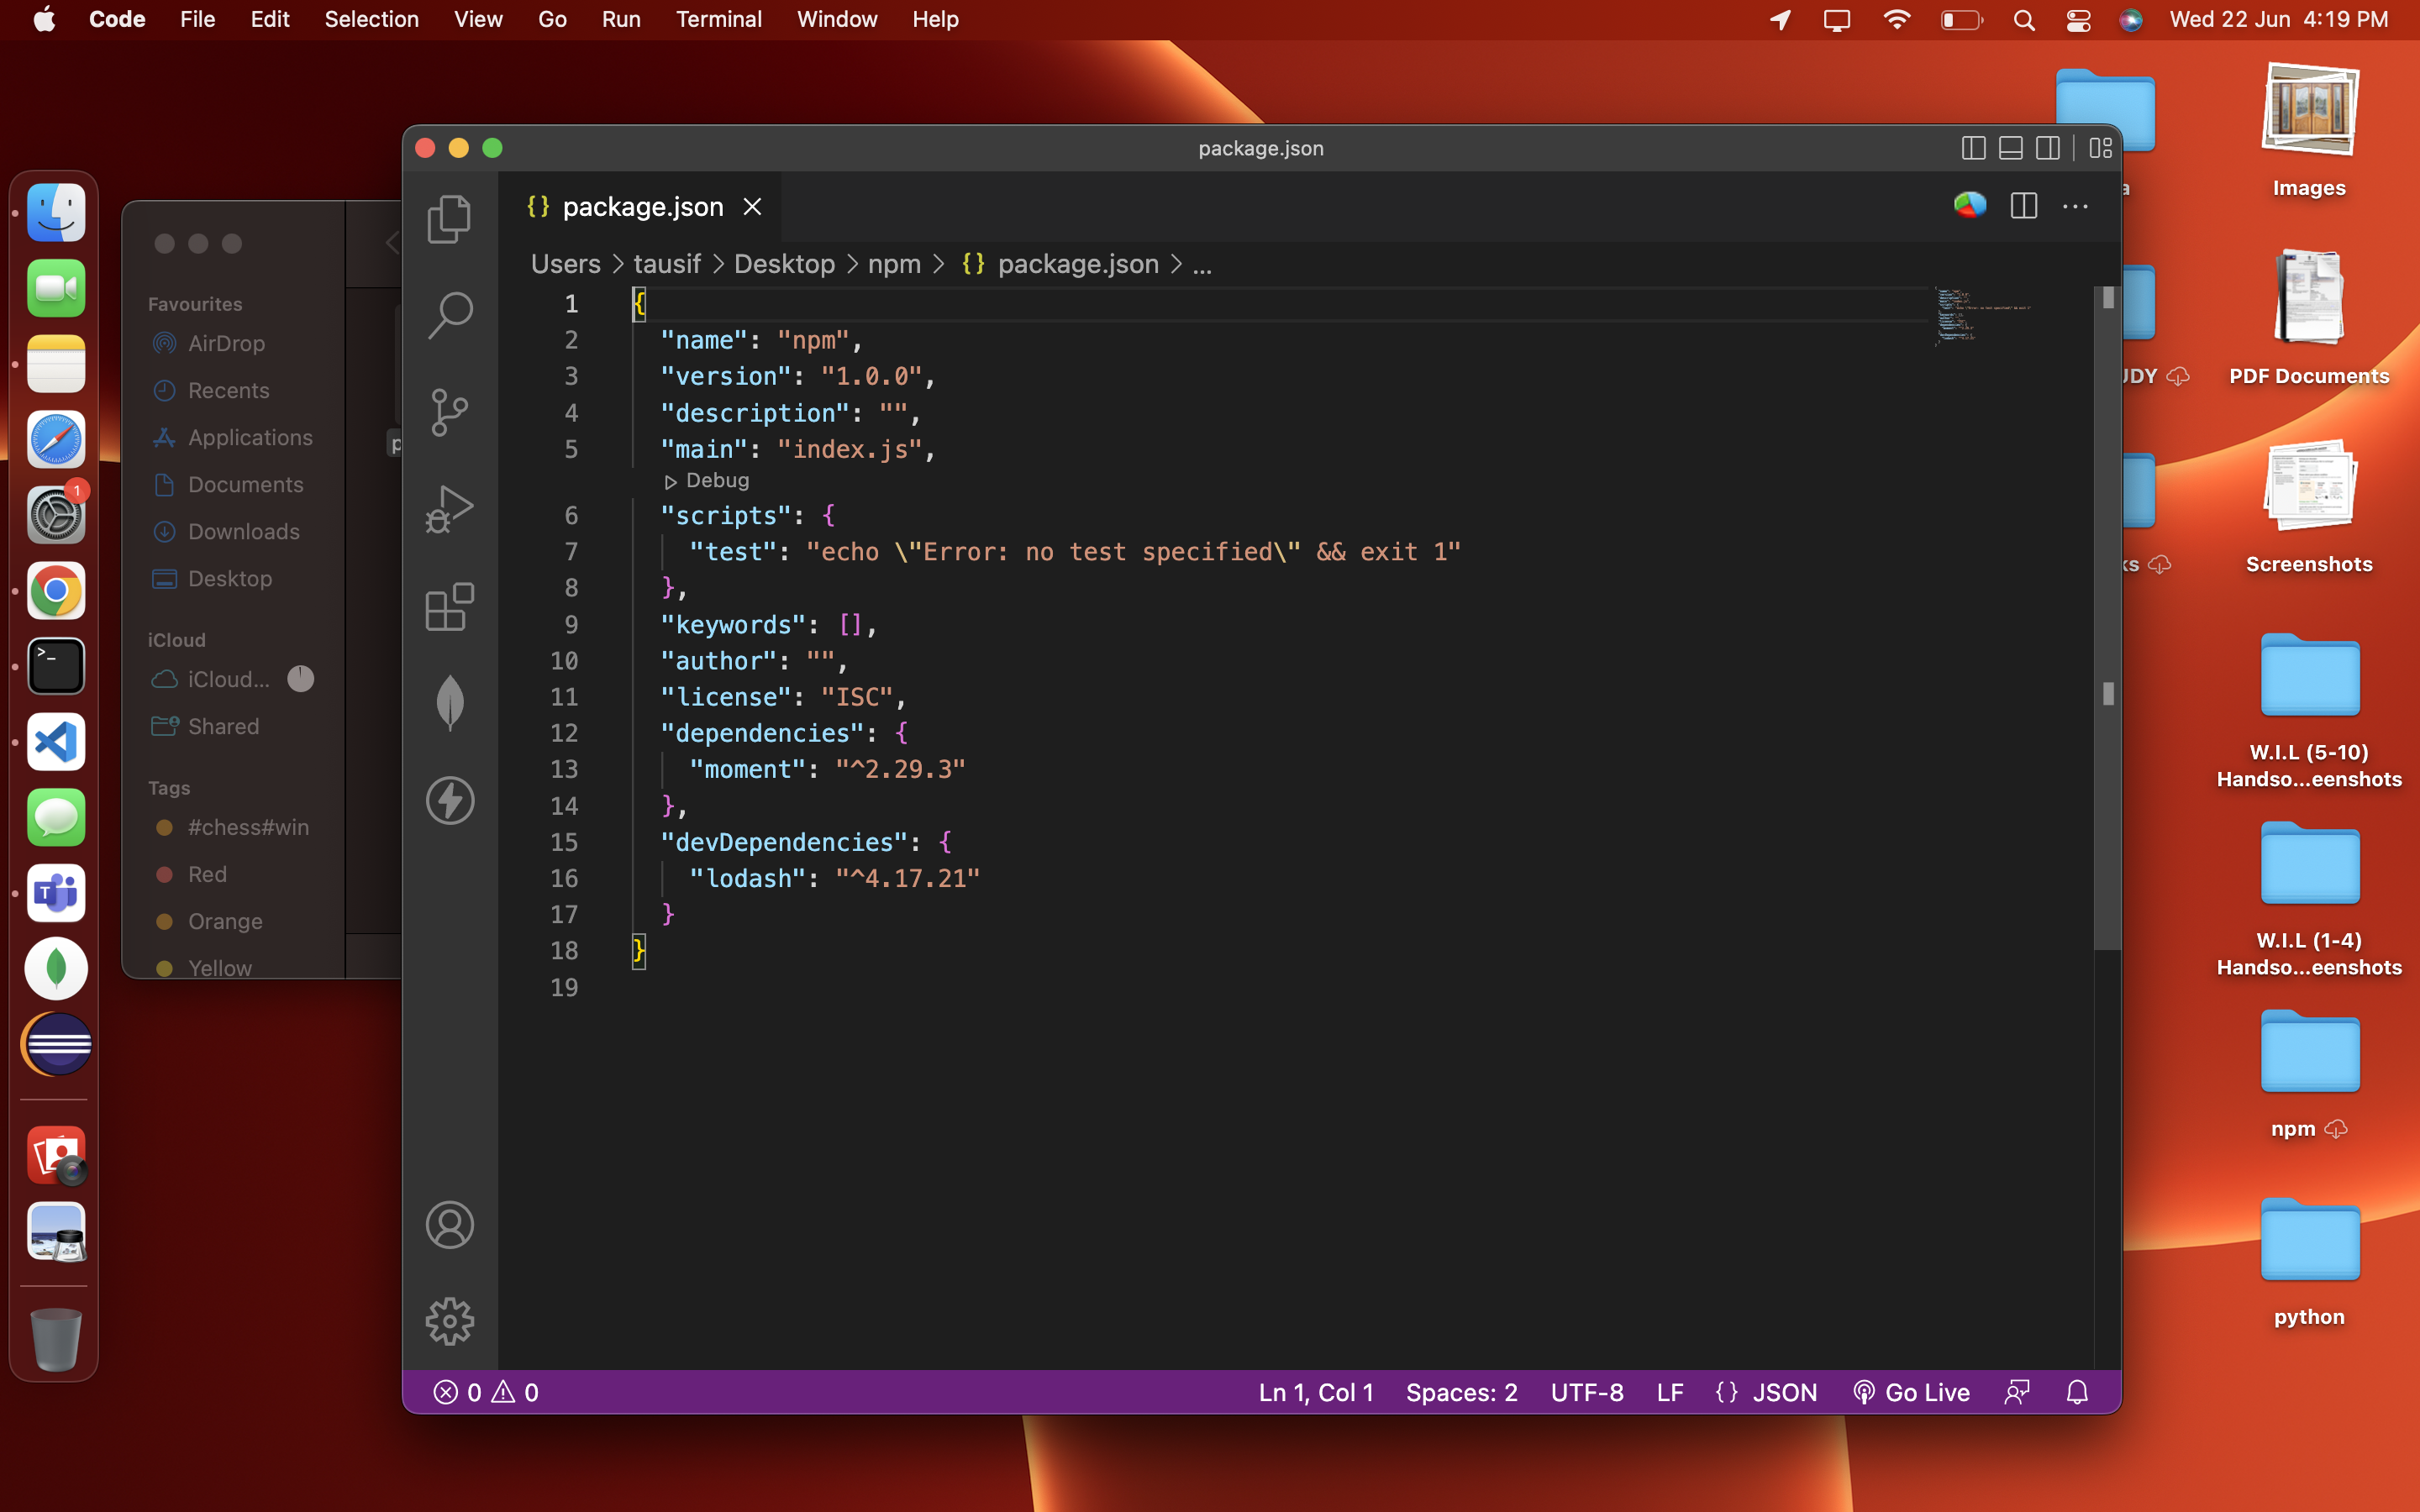 Code File Edit Selection View Go Run Terminal Window Help Wed 22 Jun 4:19 PM
package.json
{} package.json
Users > tausif > Desktop > npm > {} package.json > ...
1 {
2 "name": "npm",
3 "version": "1.0.0",
4 "description": "",
5 "main": "index.js",
Debug
6 "scripts": {
7 "test": "echo \"Error: no test specified\" && exit 1"
8 },
9 "keywords": [],
10 "author": "",
11 "license": "ISC",
12 "dependencies": {
13 "moment": "^2.29.3"
14 },
15 "devDependencies": {
16 "lodash": "^4.17.21"
17 }
18 }
19
0 0
Ln 1, Col 1 Spaces: 2 UTF-8 LF {} JSON Go Live
Favourites
AirDrop
Recents
Applications
Documents
Downloads
Desktop
iCloud
iCloud...
Shared
Tags
#chess#win
Red
Orange
Yellow
1
>_
T
Images
PDF Documents
Screenshots
W.I.L (5-10)
Handso...eenshots
W.I.L (1-4)
Handso...eenshots
npm
python